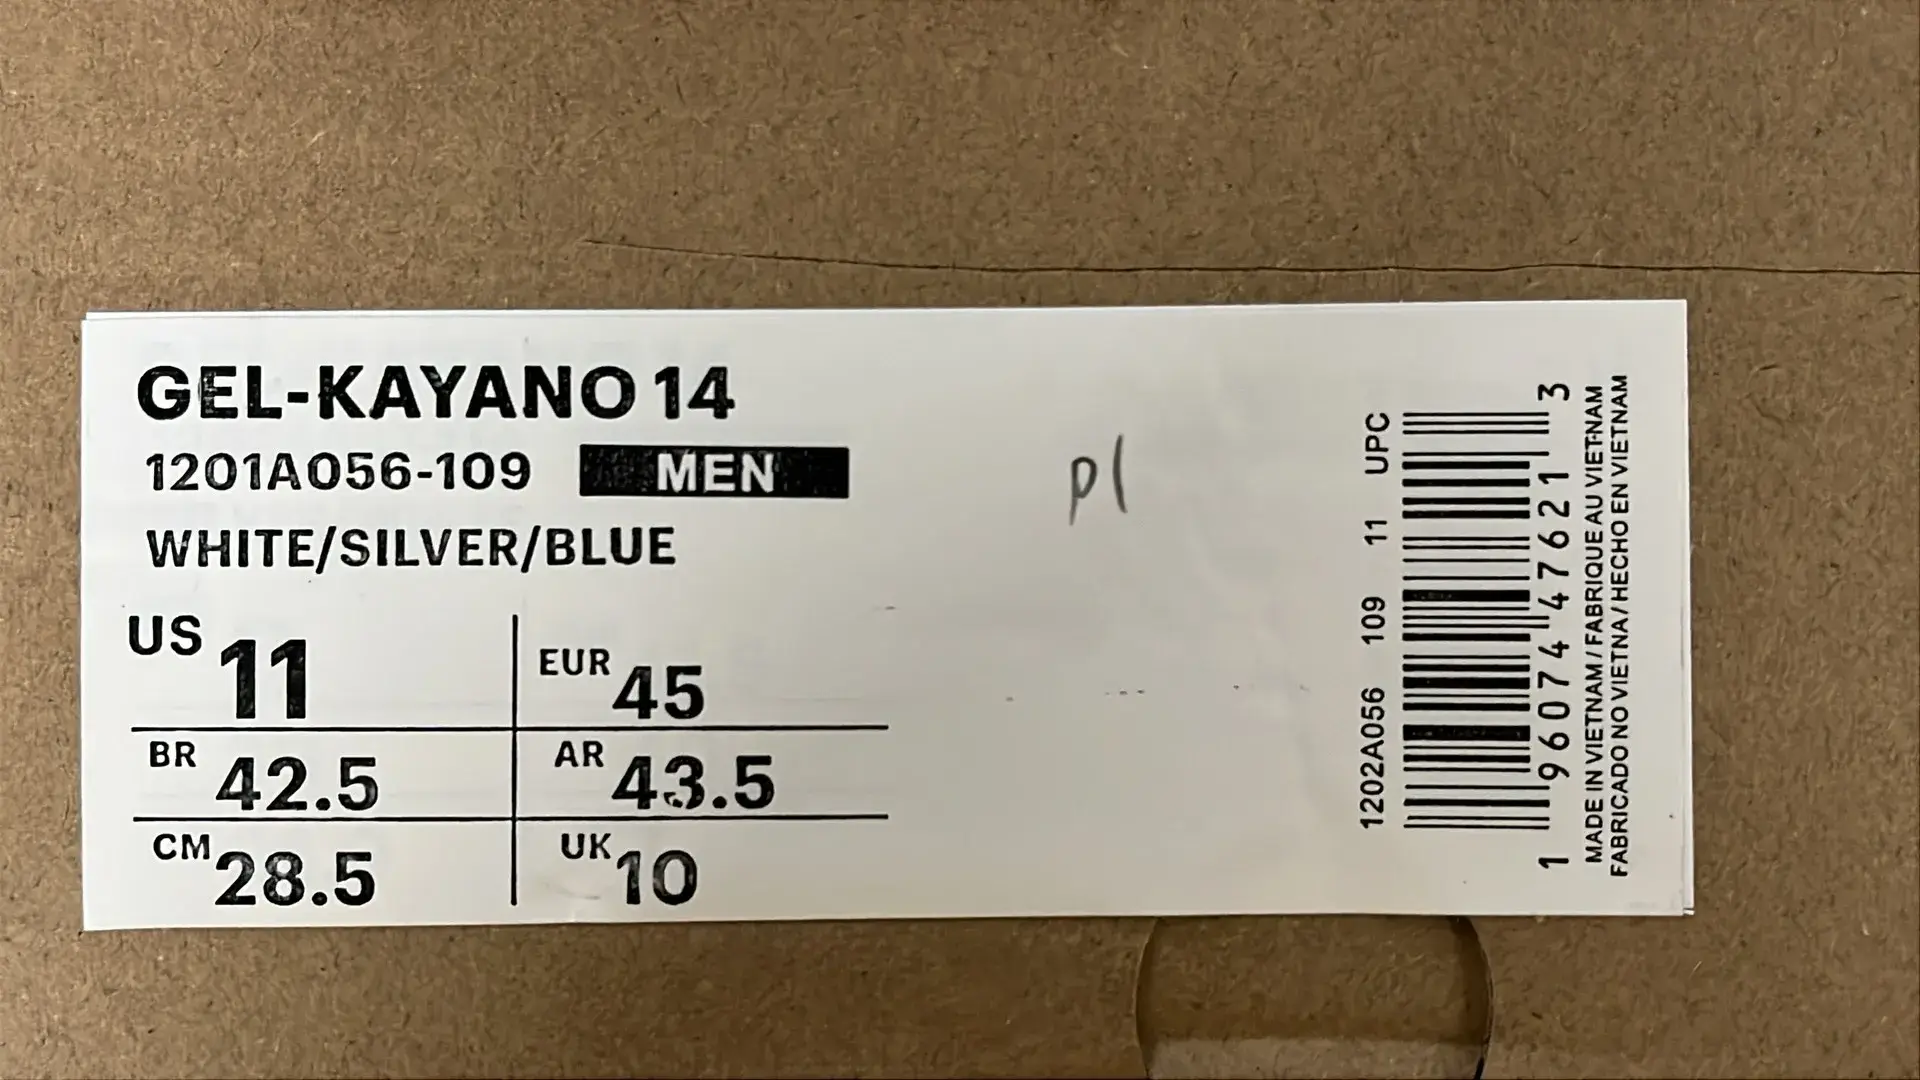 GEL-KAYANO 14
1201A056-109 MEN
WHITE/SILVER/BLUE
US 11
EUR 45
BR 42.5
AR 43.5
CM 28.5
UK 10
pl
1202A056 109 11 UPC
1 96074 47621 3
MADE IN VIETNAM / FABRIQUE AU VIETNAM
FABRICADO NO VIETNA / HECHO EN VIETNAM